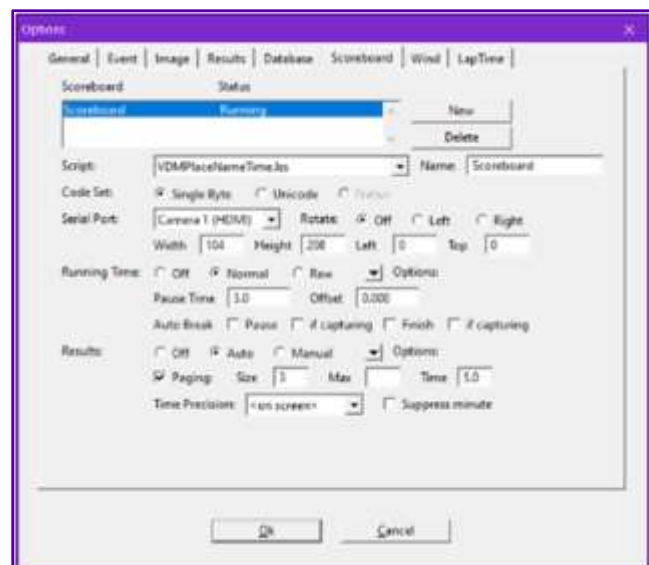 Options
General Event Image Results Database Scoreboard Wind LapTime
Scoreboard Status
Scoreboard Running New
Delete
Script: VDMPlaceNameTime.lss Name: Scoreboard
Code Set: Single Byte Unicode
Serial Port: Camera 1 (HDMI) Rotate: Off Left Right
Width 104 Height 208 Left 0 Top 0
Running Time: Off Normal Raw Options:
Pause Time 3.0 Offset 0.000
Auto Break Pause if capturing Finish if capturing
Results: Off Auto Manual Options:
Paging: Size 3 Max Time 5.0
Time Precision: <on screen> Suppress minute
Ok Cancel